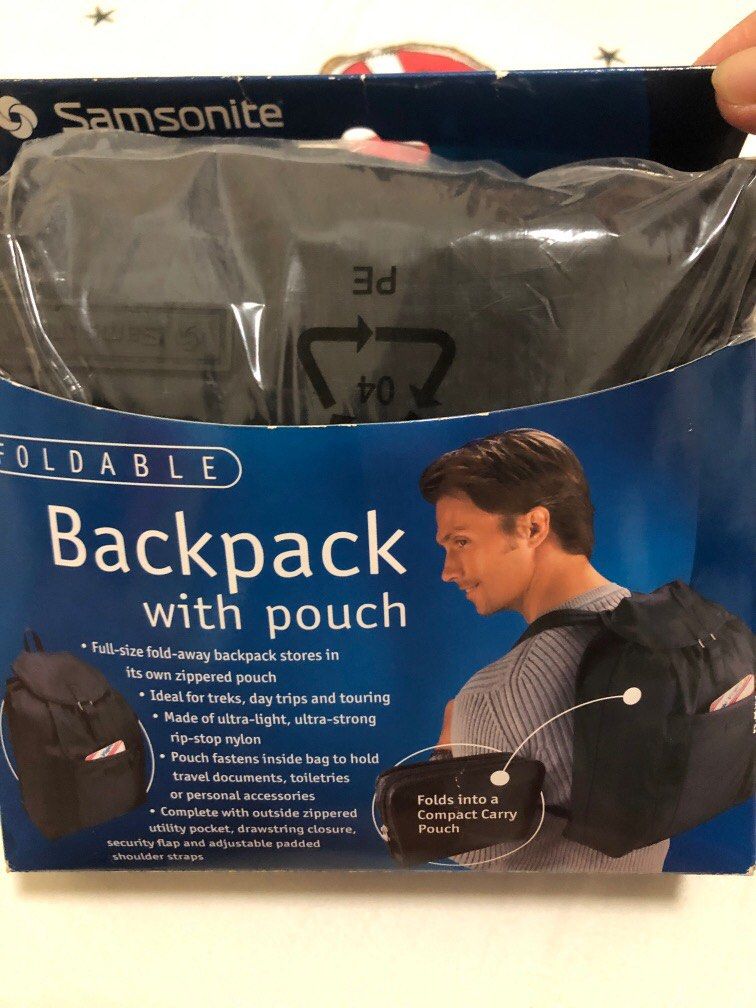 Samsonite
PE
04
FOLDABLE
Backpack
with pouch
• Full-size fold-away backpack stores in
its own zippered pouch
• Ideal for treks, day trips and touring
• Made of ultra-light, ultra-strong
rip-stop nylon
• Pouch fastens inside bag to hold
travel documents, toiletries
or personal accessories
• Complete with outside zippered
utility pocket, drawstring closure,
security flap and adjustable padded
shoulder straps
Folds into a
Compact Carry
Pouch